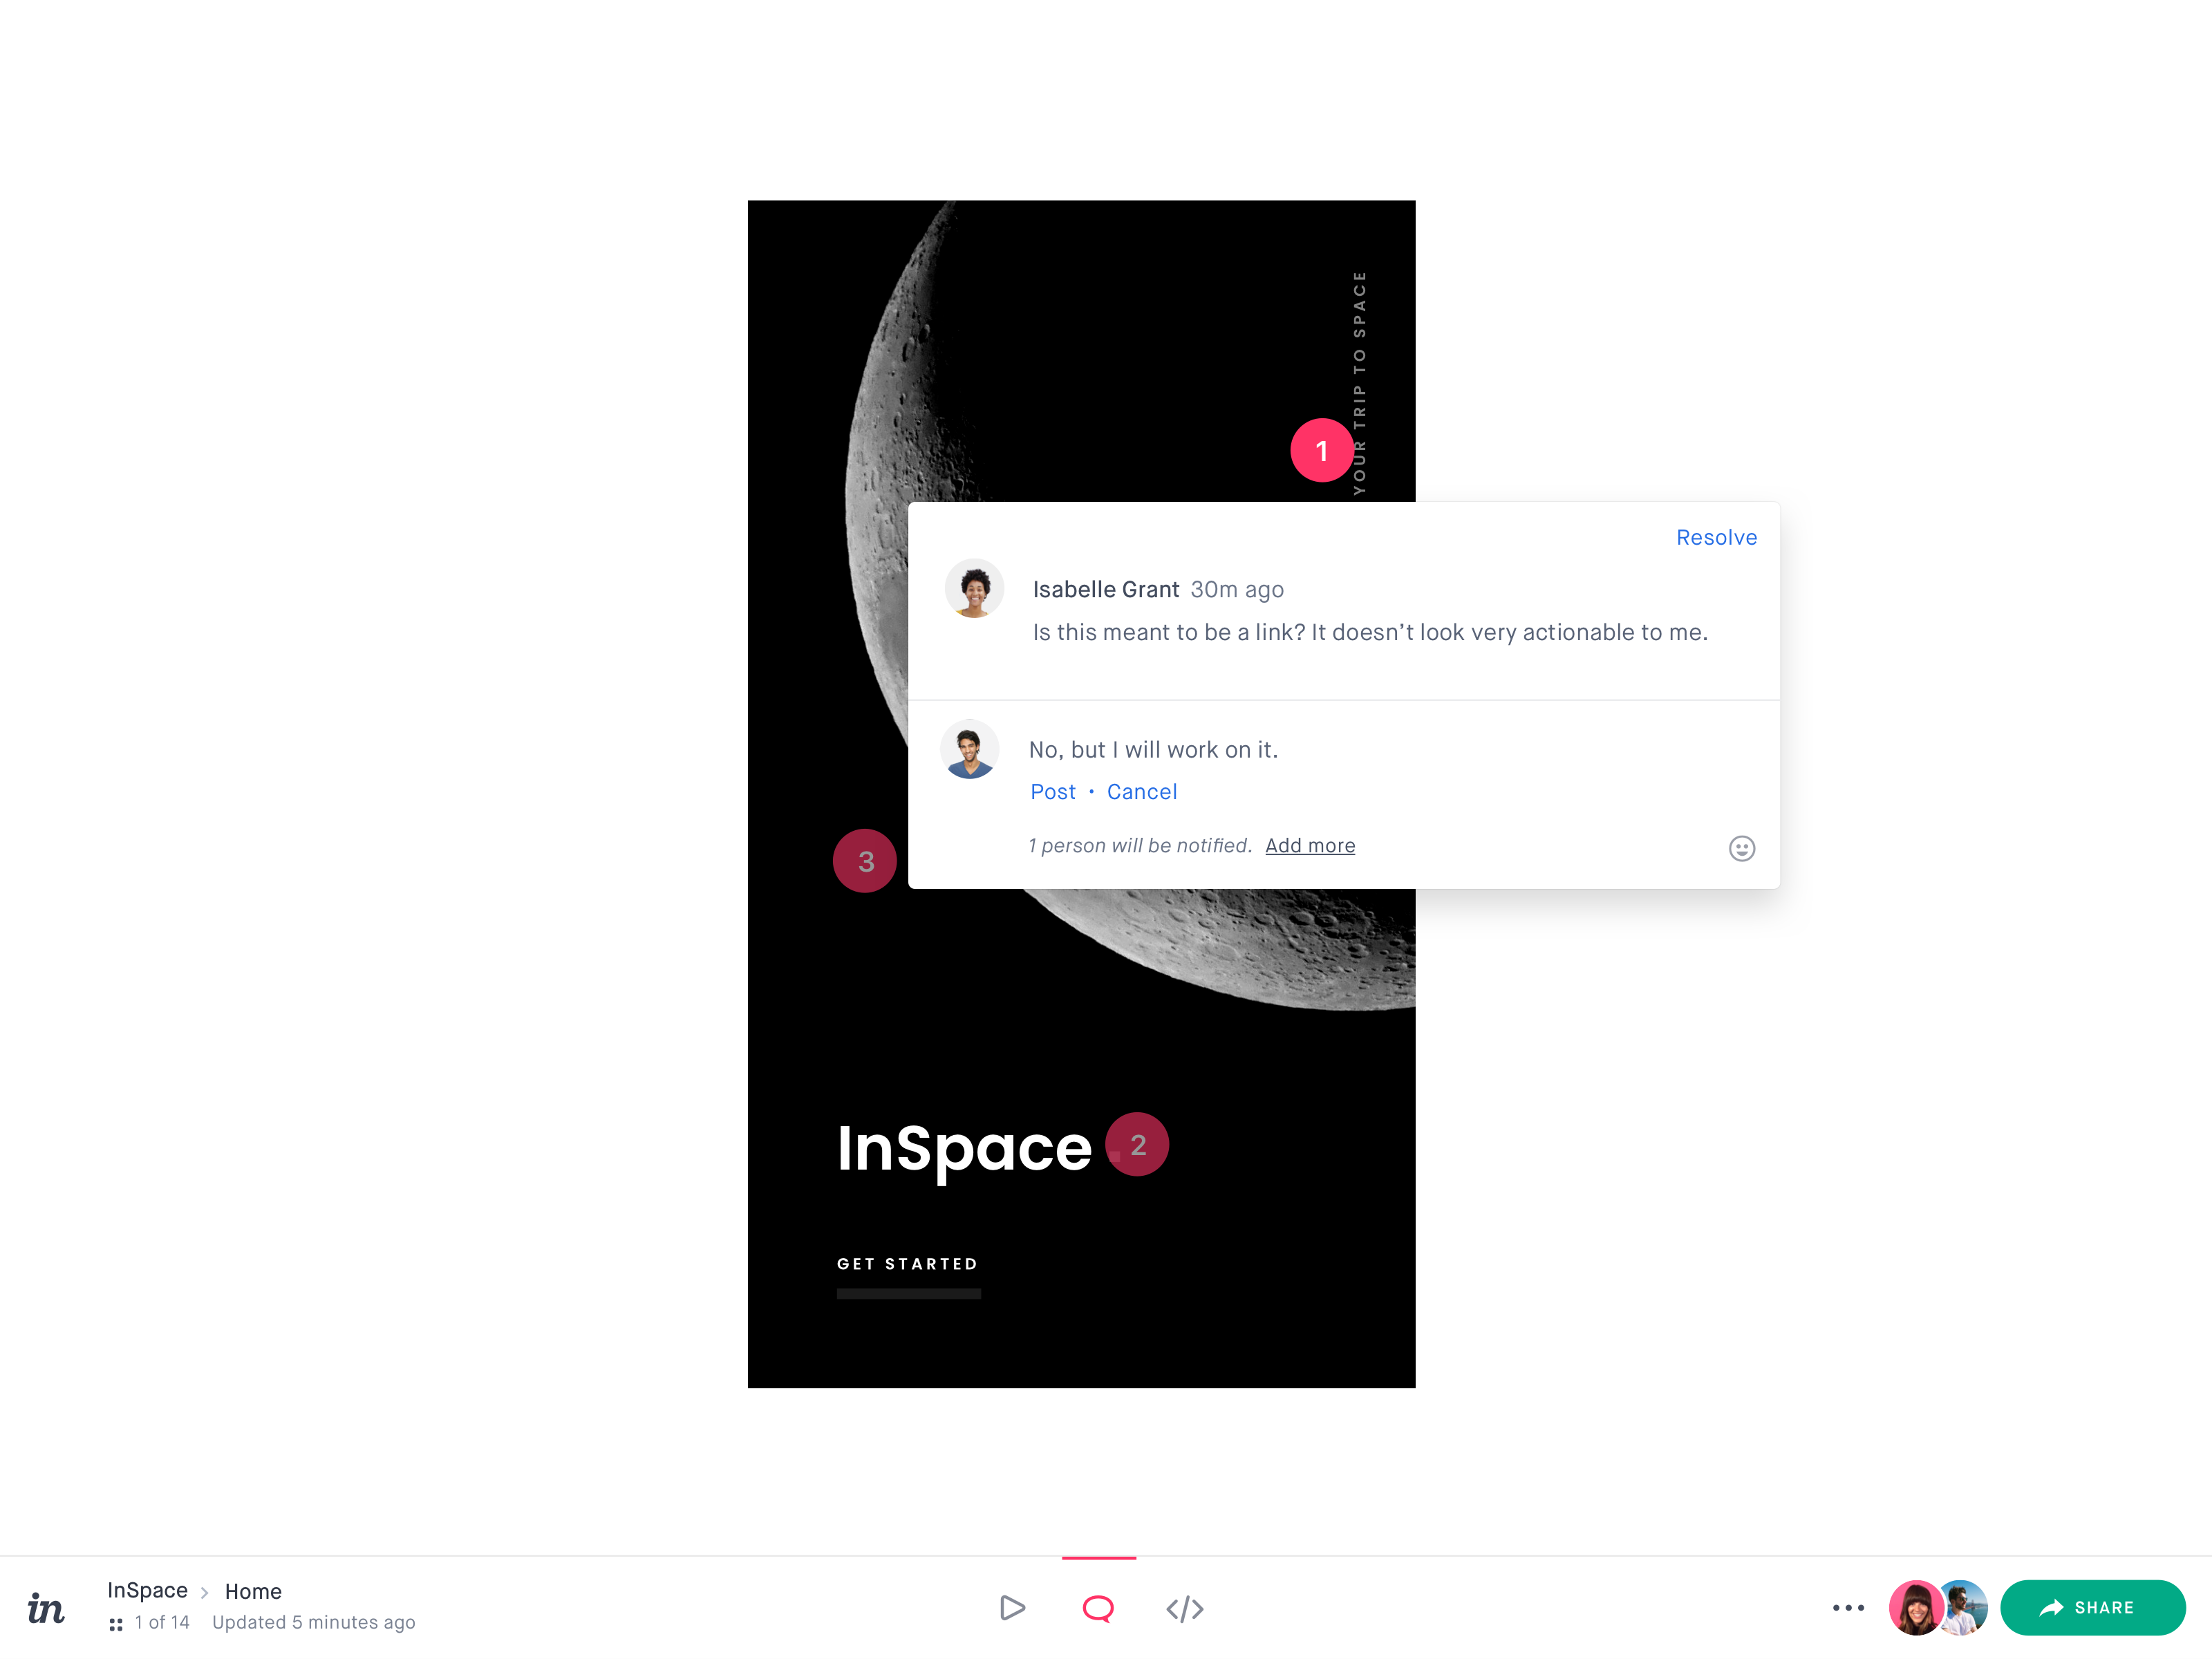 YOUR TRIP TO SPACE
1
Resolve
Isabelle Grant 30m ago
Is this meant to be a link? It doesn’t look very actionable to me.
No, but I will work on it.
Post • Cancel
1 person will be notified. Add more
3
InSpace
2
GET STARTED
in
InSpace > Home
1 of 14 Updated 5 minutes ago
</>
SHARE